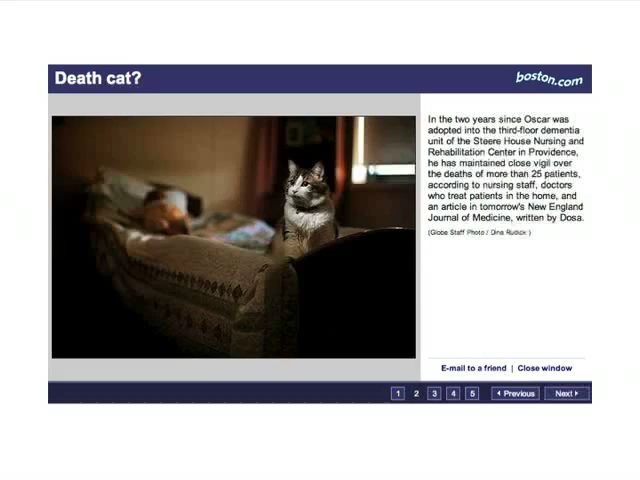 Death cat?
boston.com
In the two years since Oscar was
adopted into the third-floor dementia
unit of the Steere House Nursing and
Rehabilitation Center in Providence,
he has maintained close vigil over
the deaths of more than 25 patients,
according to nursing staff, doctors
who treat patients in the home, and
an article in tomorrow's New England
Journal of Medicine, written by Dosa.
(Globe Staff Photo / Dina Rudick )
E-mail to a friend | Close window
1 2 3 4 5 Previous Next